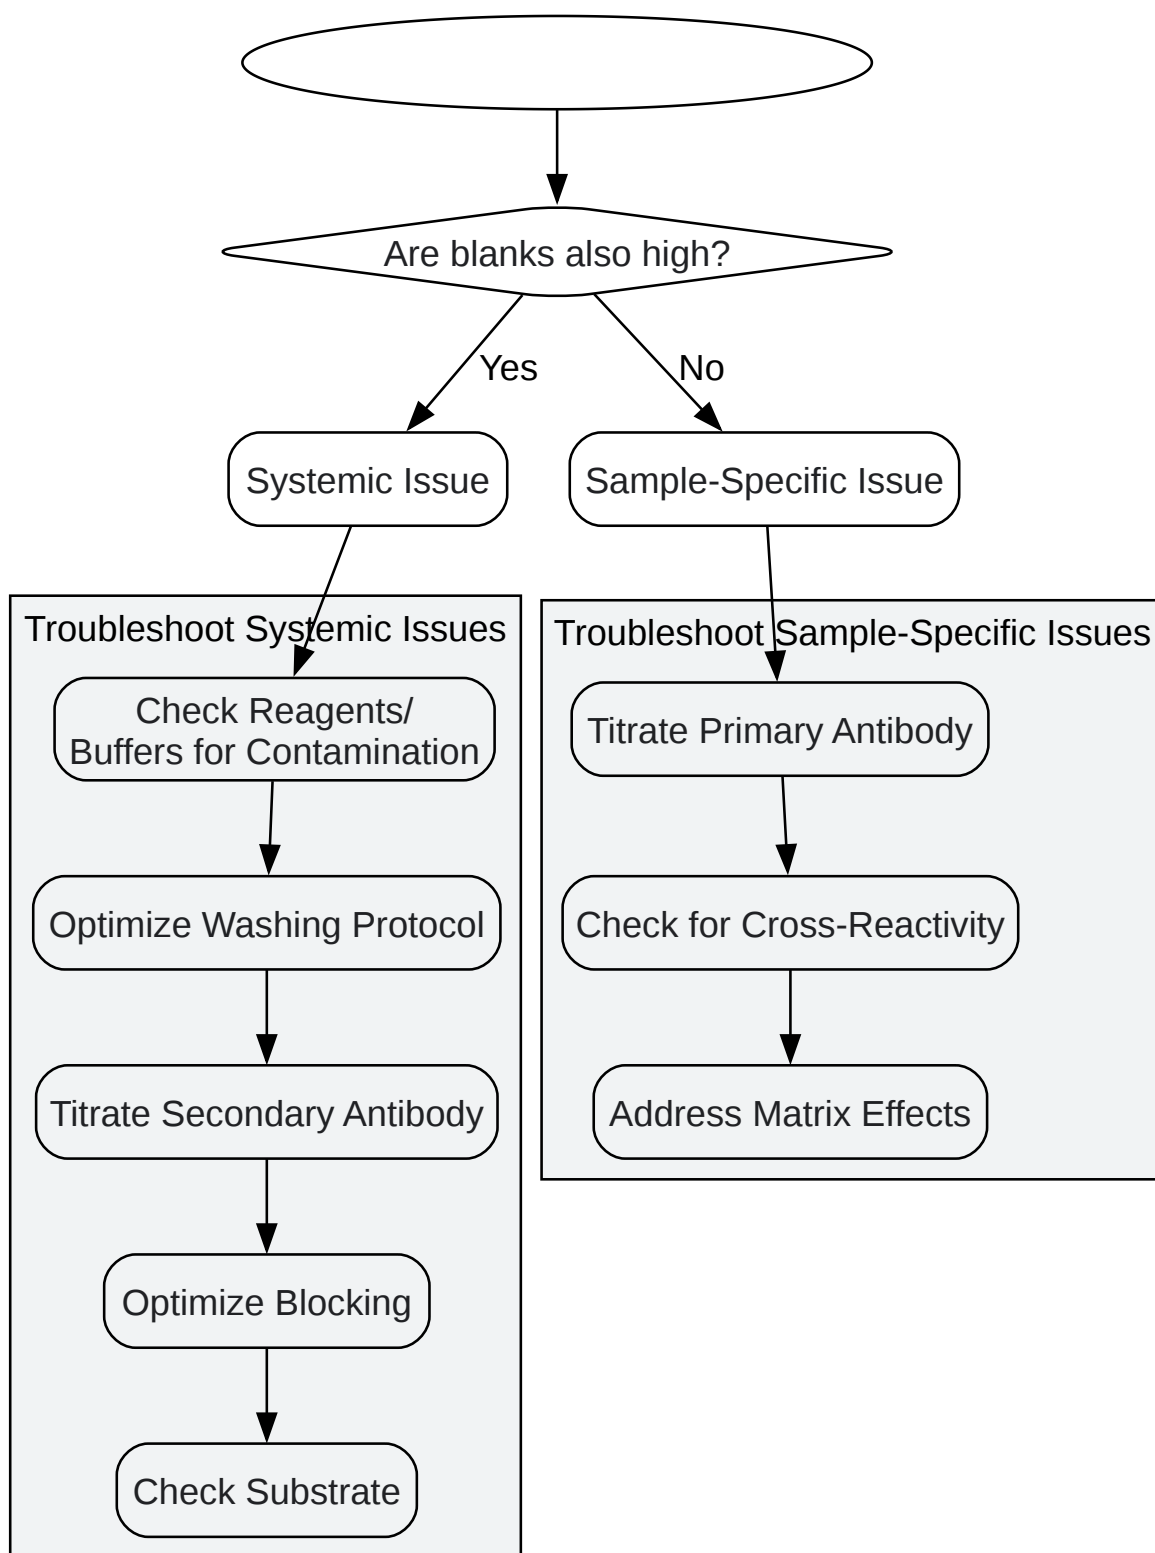 Are blanks also high?
Yes
No
Systemic Issue
Sample-Specific Issue
Troubleshoot Systemic Issues
Check Reagents/
Buffers for Contamination
Optimize Washing Protocol
Titrate Secondary Antibody
Optimize Blocking
Check Substrate
Troubleshoot Sample-Specific Issues
Titrate Primary Antibody
Check for Cross-Reactivity
Address Matrix Effects